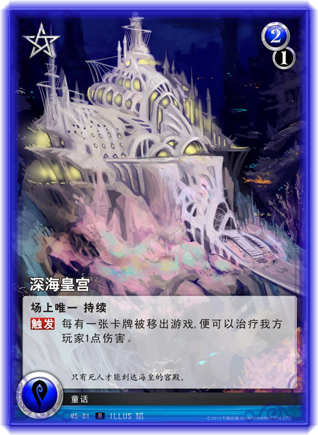 2
1
深海皇宫
场上唯一 持续
触发 每有一张卡牌被移出游戏,便可以治疗我方
玩家1点伤害。
只有死人才能到达海皇的宫殿。
童话
R ILLUS 韬